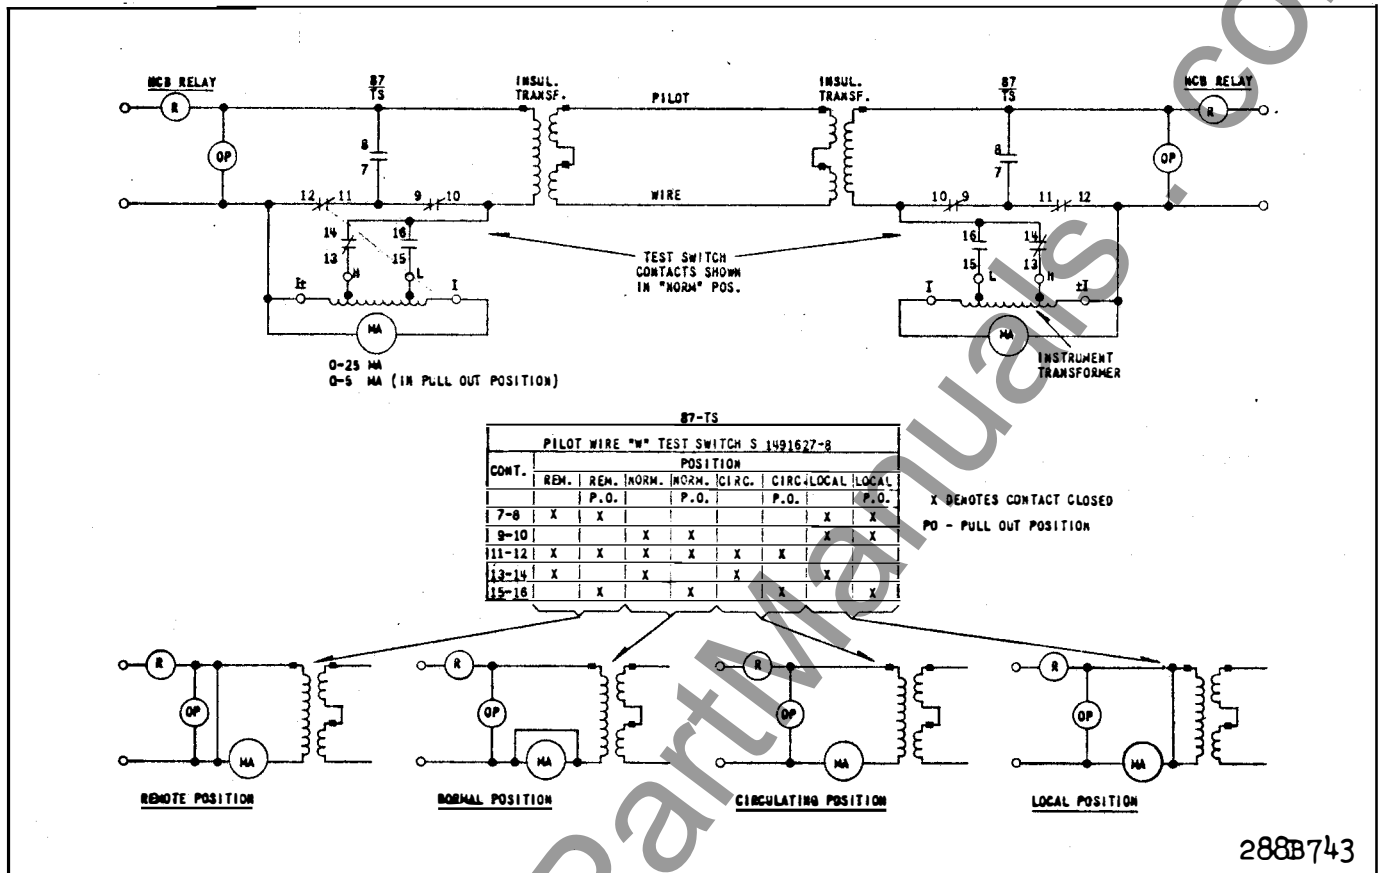 HCB RELAY
87
TS
INSUL.
TRANSF.
PILOT
INSUL.
TRANSF.
87
TS
HCB RELAY
R
R
8
7
OP
8
7
OP
12 11
9 10
WIRE
10 9
11 12
14
16
13
15
H
L
TEST SWITCH
CONTACTS SHOWN
IN "NORM" POS.
16
14
15
13
L
H
I±
I
I
±I
MA
MA
0-25 MA
0-5 MA (IN PULL OUT POSITION)
INSTRUMENT
TRANSFORMER
87-TS
PILOT WIRE "W" TEST SWITCH S 1491627-8
CONT.
POSITION
REM. REM. NORM. NORM. CIRC. CIRC. LOCAL LOCAL
P.O. P.O. P.O. P.O.
7-8 X X X X
9-10 X X X X
11-12 X X X X X X
13-14 X X X X
15-16 X X X X
X DENOTES CONTACT CLOSED
PO - PULL OUT POSITION
R
OP
MA
REMOTE POSITION
R
OP
MA
NORMAL POSITION
R
OP
MA
CIRCULATING POSITION
R
OP
MA
LOCAL POSITION
288B743
PartManuals.co